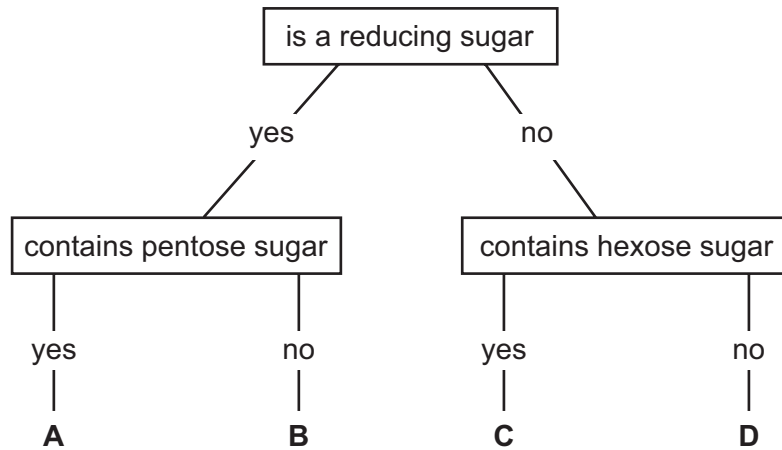 is a reducing sugar
yes
no
contains pentose sugar
contains hexose sugar
yes
no
yes
no
A
B
C
D